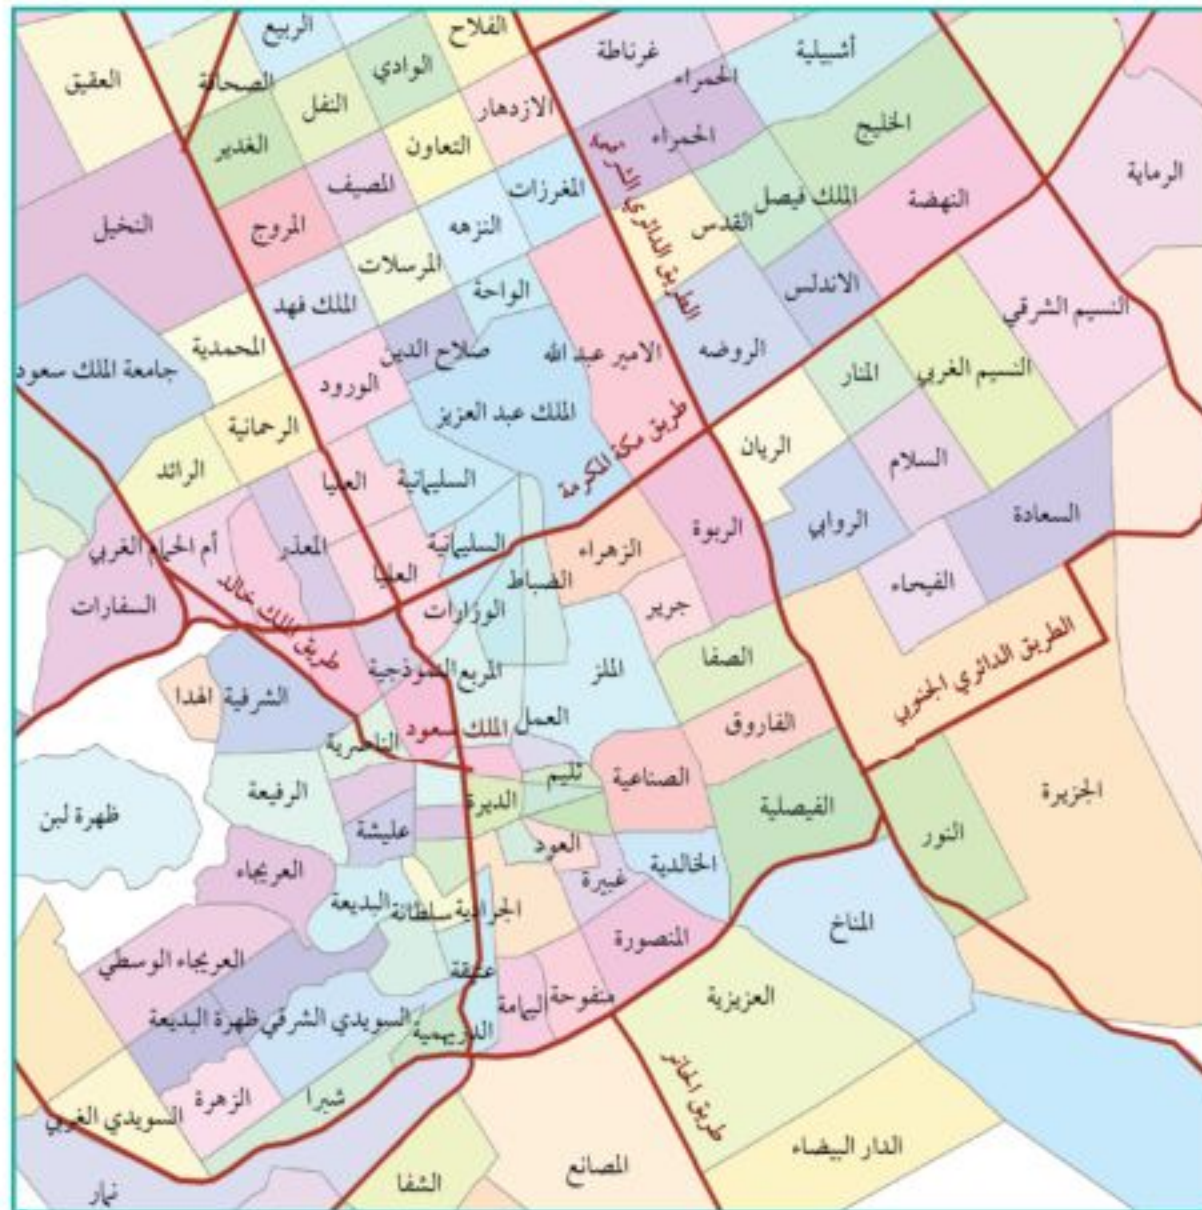 الربيع
الفلاح
غرناطة
أشبيلية
العقيق
الصحافة
الوادي
الحمراء
النفل
الازدهار
الخليج
الغدير
التعاون
الحمراء
الرماية
المصيف
المغرزات
الملك فيصل
النهضة
النخيل
المروج
النزهه
القدس
الطريق الدائري الشرقي
المرسلات
الواحة
الاندلس
الملك فهد
النسيم الشرقي
المحمدية
صلاح الدين
الامير عبد الله
الروضه
جامعة الملك سعود
الورود
المنار
النسيم الغربي
الملك عبد العزيز
الرحمانية
طريق مكة المكرمة
الريان
السلام
الرائد
العليا
السليمانية
السعادة
الربوة
الروابي
أم الحمام الغربي
المعذر
السليمانية
الزهراء
العليا
الضباط
الفيحاء
السفارات
طريق الملك خالد
الوزارات
جرير
الطريق الدائري الجنوبي
النموذجية
المربع
الملز
الصفا
الهدا
الشرفية
الناصرية
الملك سعود
العمل
الفاروق
ثليم
الصناعية
الرفيعة
الديرة
الفيصلية
الجزيرة
ظهرة لبن
عليشة
العود
النور
العريجاء
الخالدية
غبيرة
البديعة
سلطانة
الجرادية
المناخ
المنصورة
العريجاء الوسطي
عتيقة
منفوحة
اليمامة
العزيزية
ظهرة البديعة
السويدي الشرقي
الدريهمية
طريق الحائر
السويدي الغربي
الزهرة
شبرا
الدار البيضاء
نمار
الشفا
المصانع